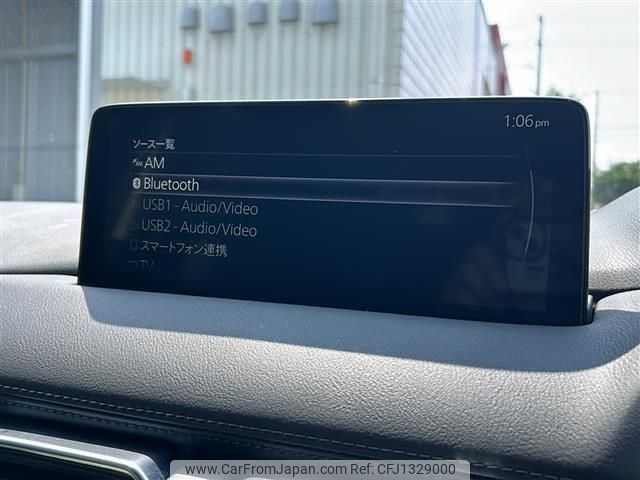 1:06pm
ソース一覧
AM
Bluetooth
USB1 - Audio/Video
USB2 - Audio/Video
スマートフォン連携
TV
www.CarFromJapan.com - CFJ1329000